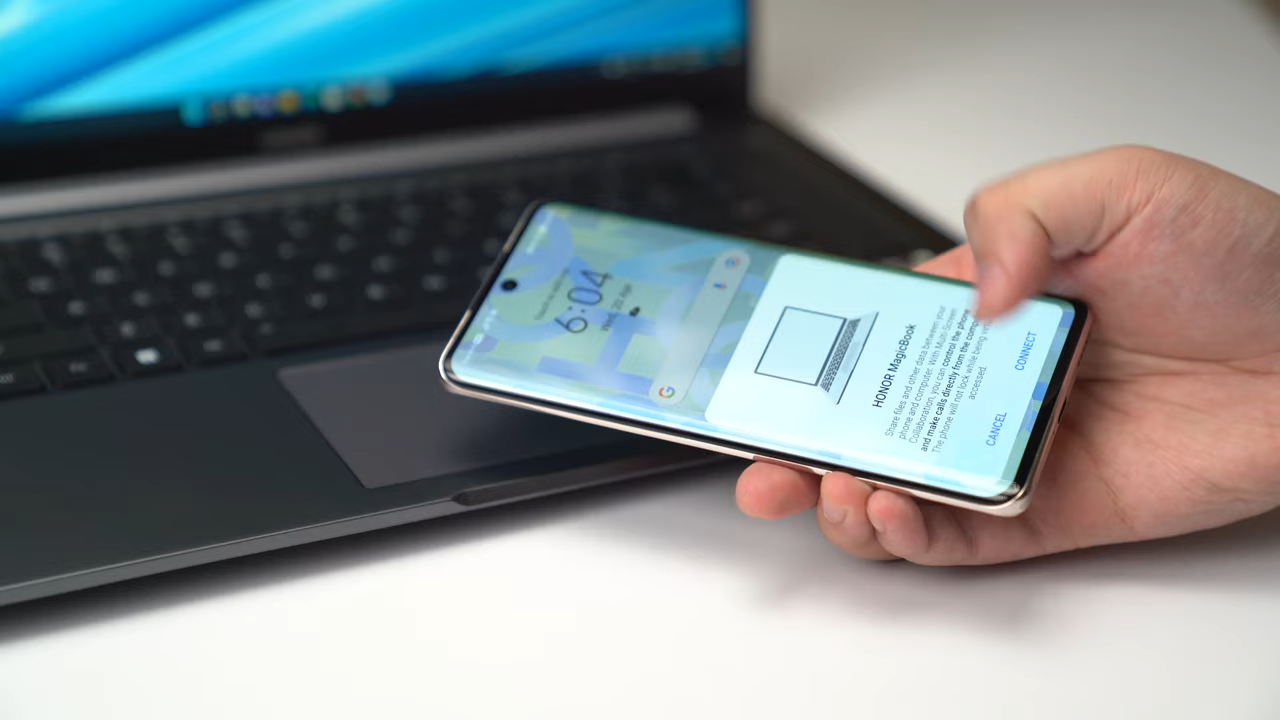 6:04
Wed, 20 Apr
G
HONOR MagicBook
Share files and other data between your
phone and computer. With Multi-Screen
Collaboration, you can control the phone
and make calls directly from the
The phone will not lock while being
accessed.
CANCEL
CONNECT